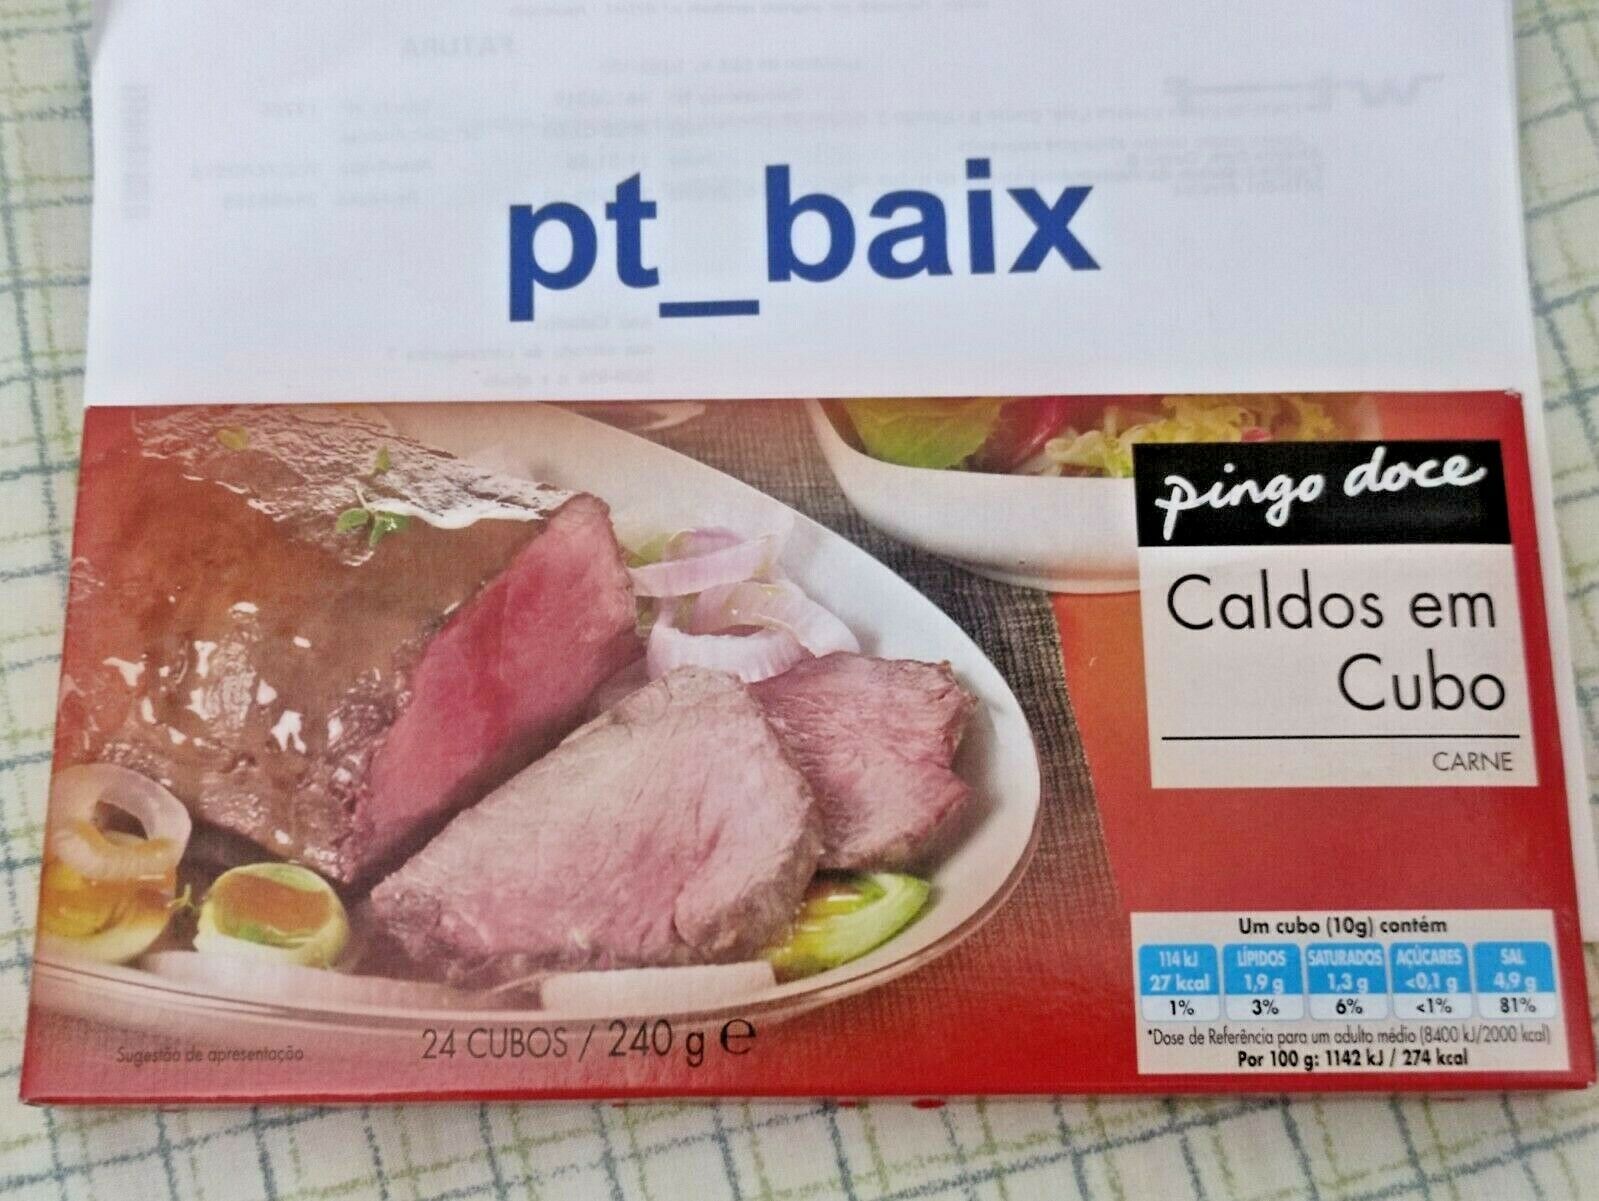 FATURA
pt_baix
pingo doce
Caldos em
Cubo
CARNE
Um cubo (10g) contém
114 kJ
27 kcal
1%
LÍPIDOS
1,9 g
3%
SATURADOS
1,3 g
6%
AÇÚCARES
<0,1 g
<1%
SAL
4,9 g
81%
*Dose de Referência para um adulto médio (8400 kJ/2000 kcal)
Por 100 g: 1142 kJ / 274 kcal
Sugestão de apresentação
24 CUBOS / 240 g e